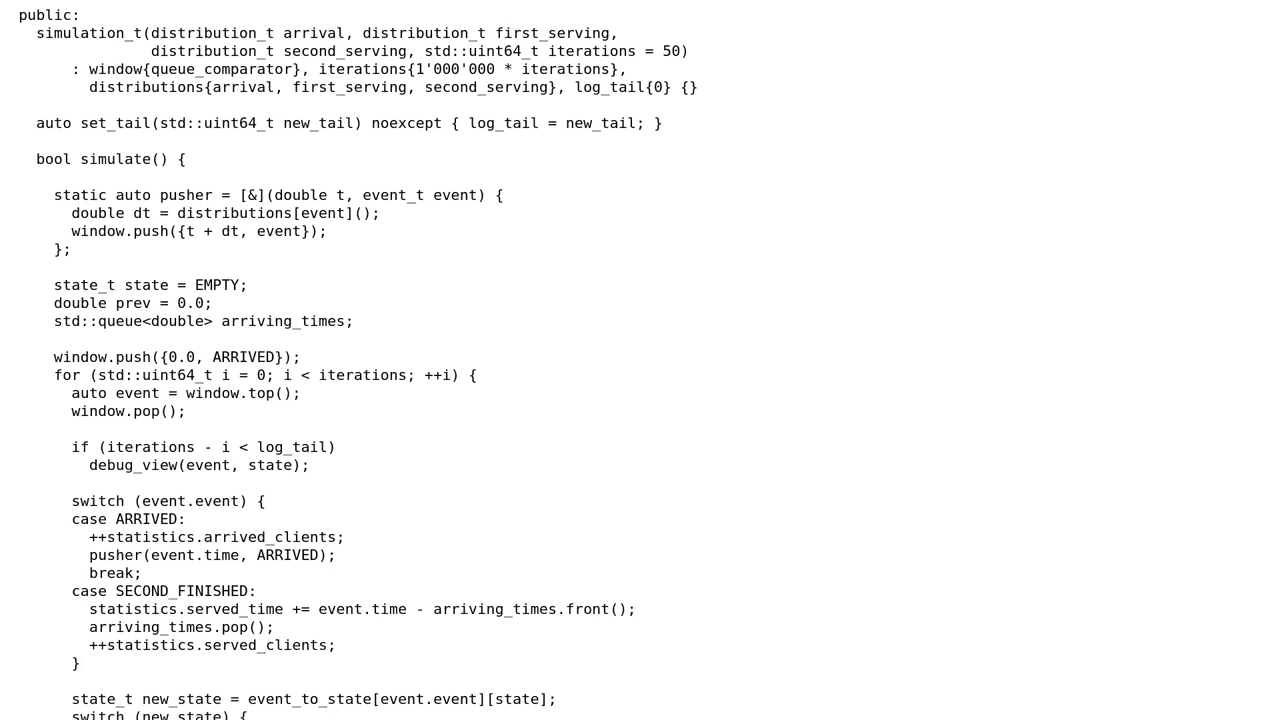 public:
  simulation_t(distribution_t arrival, distribution_t first_serving,
               distribution_t second_serving, std::uint64_t iterations = 50)
      : window{queue_comparator}, iterations{1'000'000 * iterations},
        distributions{arrival, first_serving, second_serving}, log_tail{0} {}

  auto set_tail(std::uint64_t new_tail) noexcept { log_tail = new_tail; }

  bool simulate() {

    static auto pusher = [&](double t, event_t event) {
      double dt = distributions[event]();
      window.push({t + dt, event});
    };

    state_t state = EMPTY;
    double prev = 0.0;
    std::queue<double> arriving_times;

    window.push({0.0, ARRIVED});
    for (std::uint64_t i = 0; i < iterations; ++i) {
      auto event = window.top();
      window.pop();

      if (iterations - i < log_tail)
        debug_view(event, state);

      switch (event.event) {
      case ARRIVED:
        ++statistics.arrived_clients;
        pusher(event.time, ARRIVED);
        break;
      case SECOND_FINISHED:
        statistics.served_time += event.time - arriving_times.front();
        arriving_times.pop();
        ++statistics.served_clients;
      }

      state_t new_state = event_to_state[event.event][state];
      switch (new_state) {